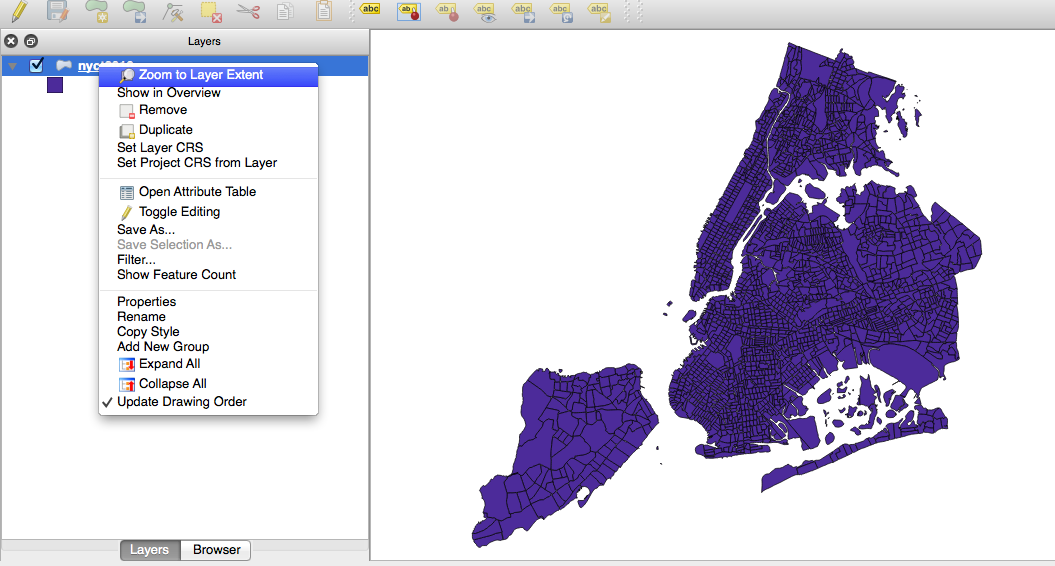 abc
ab
ab
abc
abc
abc
abc
Layers
Zoom to Layer Extent
Show in Overview
Remove
Duplicate
Set Layer CRS
Set Project CRS from Layer
Open Attribute Table
Toggle Editing
Save As...
Save Selection As...
Filter...
Show Feature Count
Properties
Rename
Copy Style
Add New Group
Expand All
Collapse All
Update Drawing Order
Layers
Browser